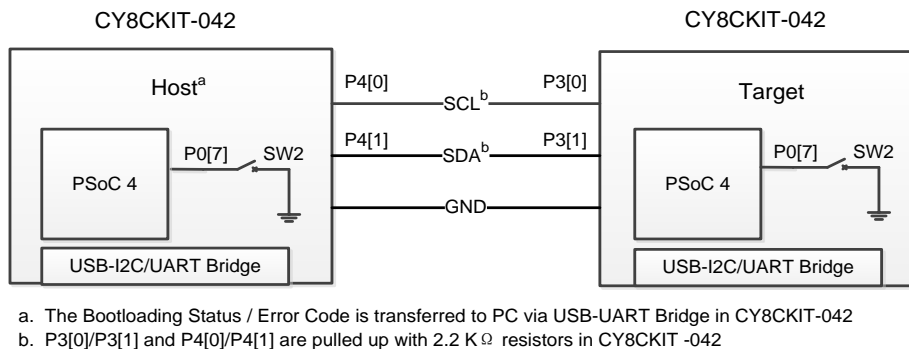 CY8CKIT-042 CY8CKIT-042
Host^a P4[0] SCL^b P3[0] Target
P4[1] SDA^b P3[1]
P0[7] SW2 P0[7] SW2
PSoC 4 PSoC 4
GND
USB-I2C/UART Bridge USB-I2C/UART Bridge
a. The Bootloading Status / Error Code is transferred to PC via USB-UART Bridge in CY8CKIT-042
b. P3[0]/P3[1] and P4[0]/P4[1] are pulled up with 2.2 K Ω resistors in CY8CKIT -042